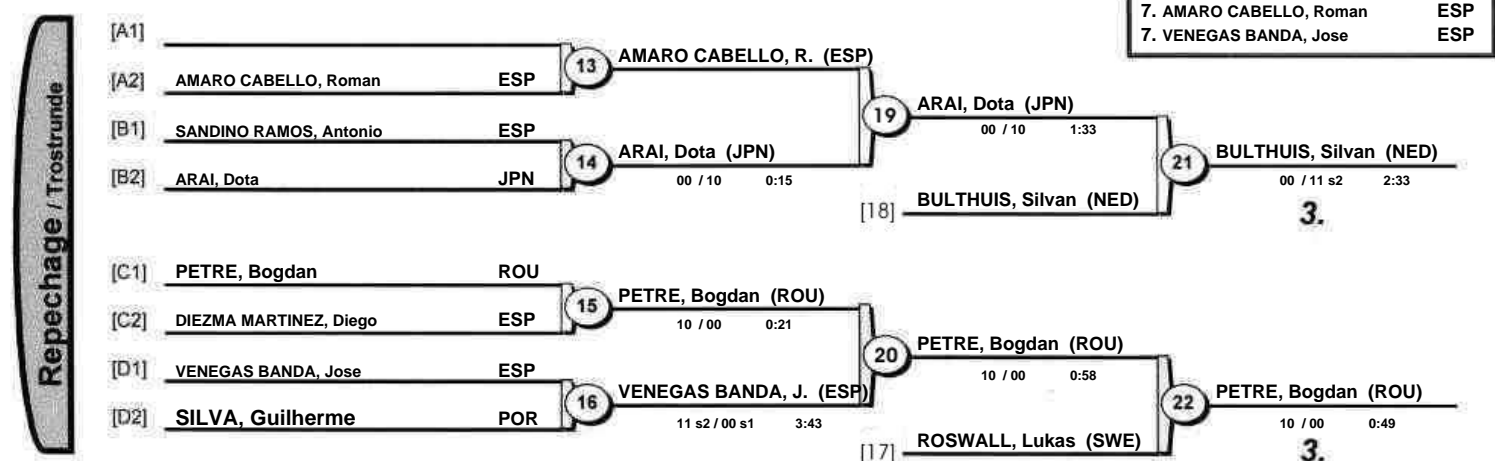 7. AMARO CABELLO, Roman ESP
7. VENEGAS BANDA, Jose ESP
Repechage / Trostrunde
[A1]
[A2] AMARO CABELLO, Roman ESP
13 AMARO CABELLO, R. (ESP)
[B1] SANDINO RAMOS, Antonio ESP
[B2] ARAI, Dota JPN
14 ARAI, Dota (JPN)
00 / 10 0:15
19 ARAI, Dota (JPN)
00 / 10 1:33
[18] BULTHUIS, Silvan (NED)
21 BULTHUIS, Silvan (NED)
00 / 11 s2 2:33
3.
[C1] PETRE, Bogdan ROU
[C2] DIEZMA MARTINEZ, Diego ESP
15 PETRE, Bogdan (ROU)
10 / 00 0:21
[D1] VENEGAS BANDA, Jose ESP
[D2] SILVA, Guilherme POR
16 VENEGAS BANDA, J. (ESP)
11 s2 / 00 s1 3:43
20 PETRE, Bogdan (ROU)
10 / 00 0:58
[17] ROSWALL, Lukas (SWE)
22 PETRE, Bogdan (ROU)
10 / 00 0:49
3.